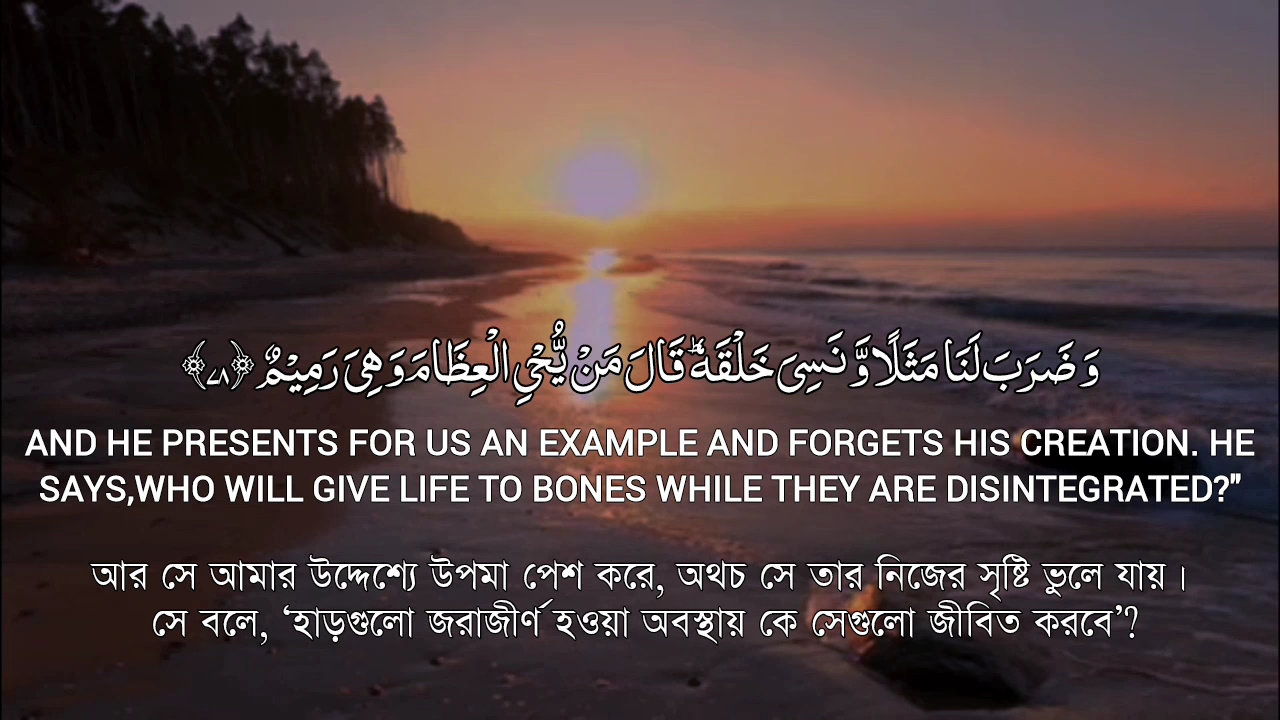 وَ ضَرَبَ لَنَا مَثَلًا وَّ نَسِیَ خَلْقَهٗ ؕ قَالَ مَنْ یُّحْیِ الْعِظَامَ وَ هِیَ رَمِیْمٌ ﴿۷۸﴾
AND HE PRESENTS FOR US AN EXAMPLE AND FORGETS HIS CREATION. HE
SAYS,WHO WILL GIVE LIFE TO BONES WHILE THEY ARE DISINTEGRATED?"
আর সে আমার উদ্দেশ্যে উপমা পেশ করে, অথচ সে তার নিজের সৃষ্টি ভুলে যায়।
সে বলে, ‘হাড়গুলো জরাজীর্ণ হওয়া অবস্থায় কে সেগুলো জীবিত করবে’?